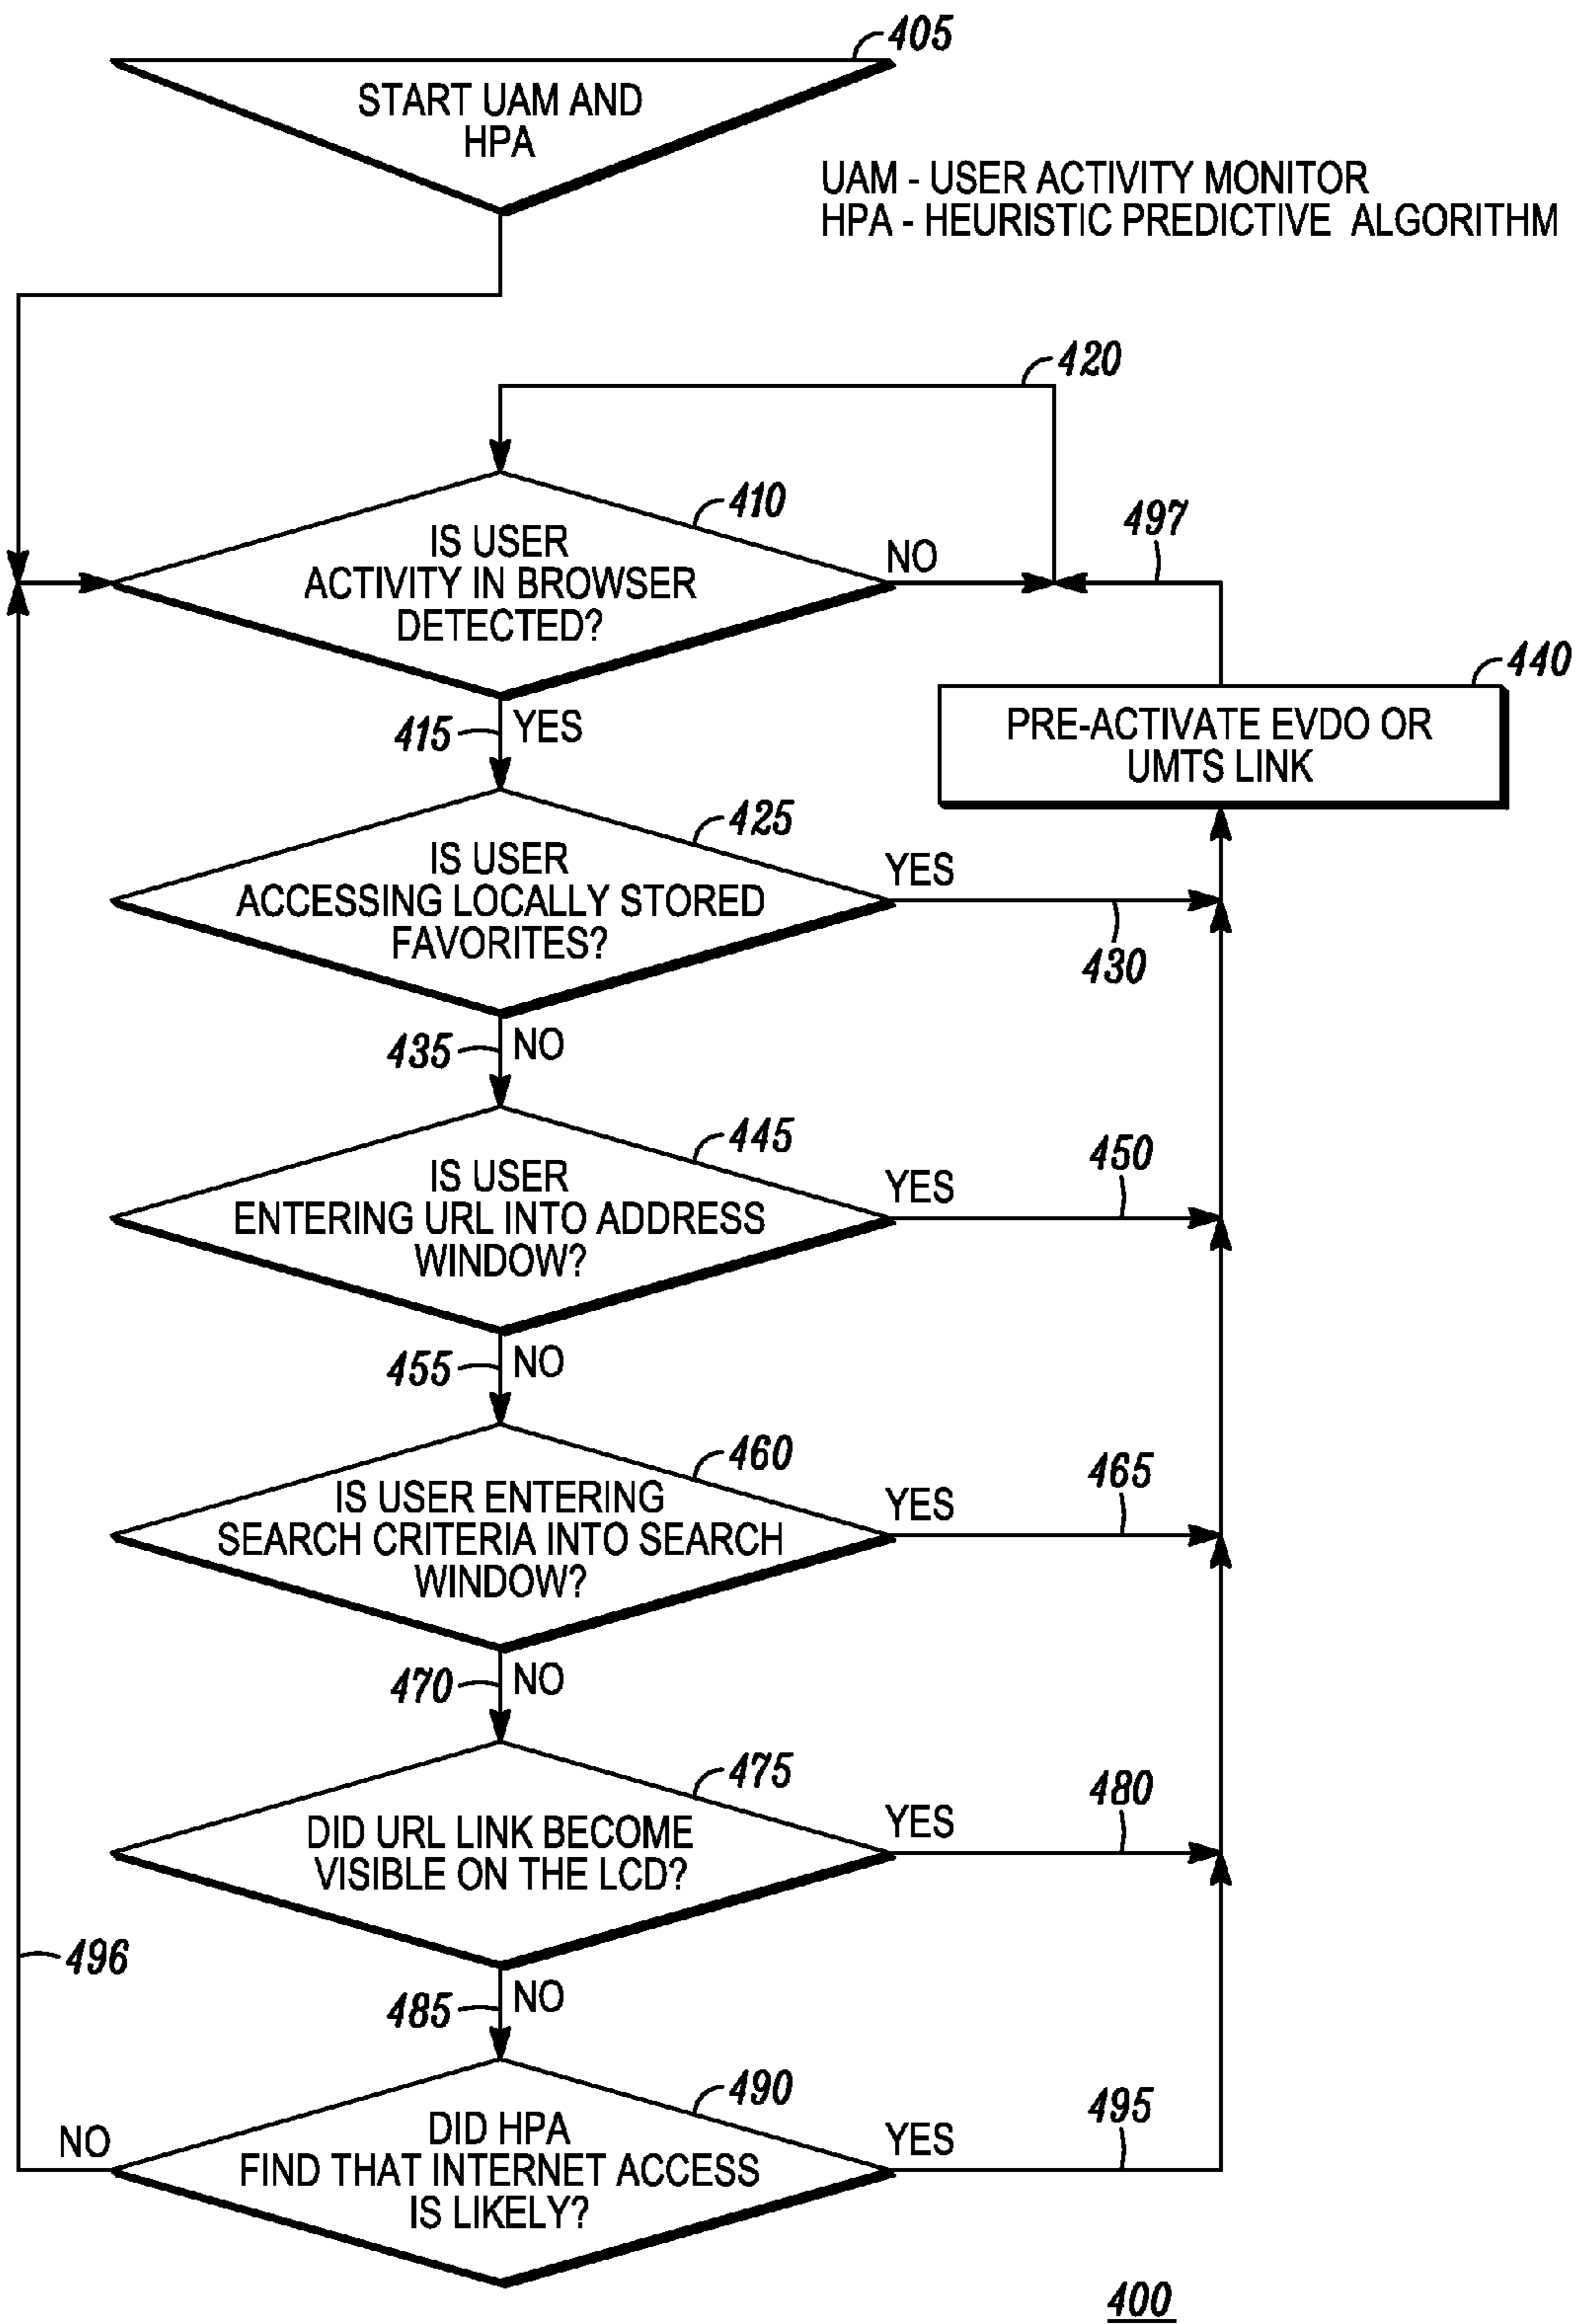 405
START UAM AND
HPA
UAM - USER ACTIVITY MONITOR
HPA - HEURISTIC PREDICTIVE ALGORITHM
420
410
497
IS USER
ACTIVITY IN BROWSER
DETECTED?
NO
440
PRE-ACTIVATE EVDO OR
UMTS LINK
415
YES
425
IS USER
ACCESSING LOCALLY STORED
FAVORITES?
YES
430
435
NO
445
IS USER
ENTERING URL INTO ADDRESS
WINDOW?
YES
450
455
NO
460
IS USER ENTERING
SEARCH CRITERIA INTO SEARCH
WINDOW?
YES
465
470
NO
475
DID URL LINK BECOME
VISIBLE ON THE LCD?
YES
480
496
485
NO
490
DID HPA
FIND THAT INTERNET ACCESS
IS LIKELY?
NO
YES
495
400